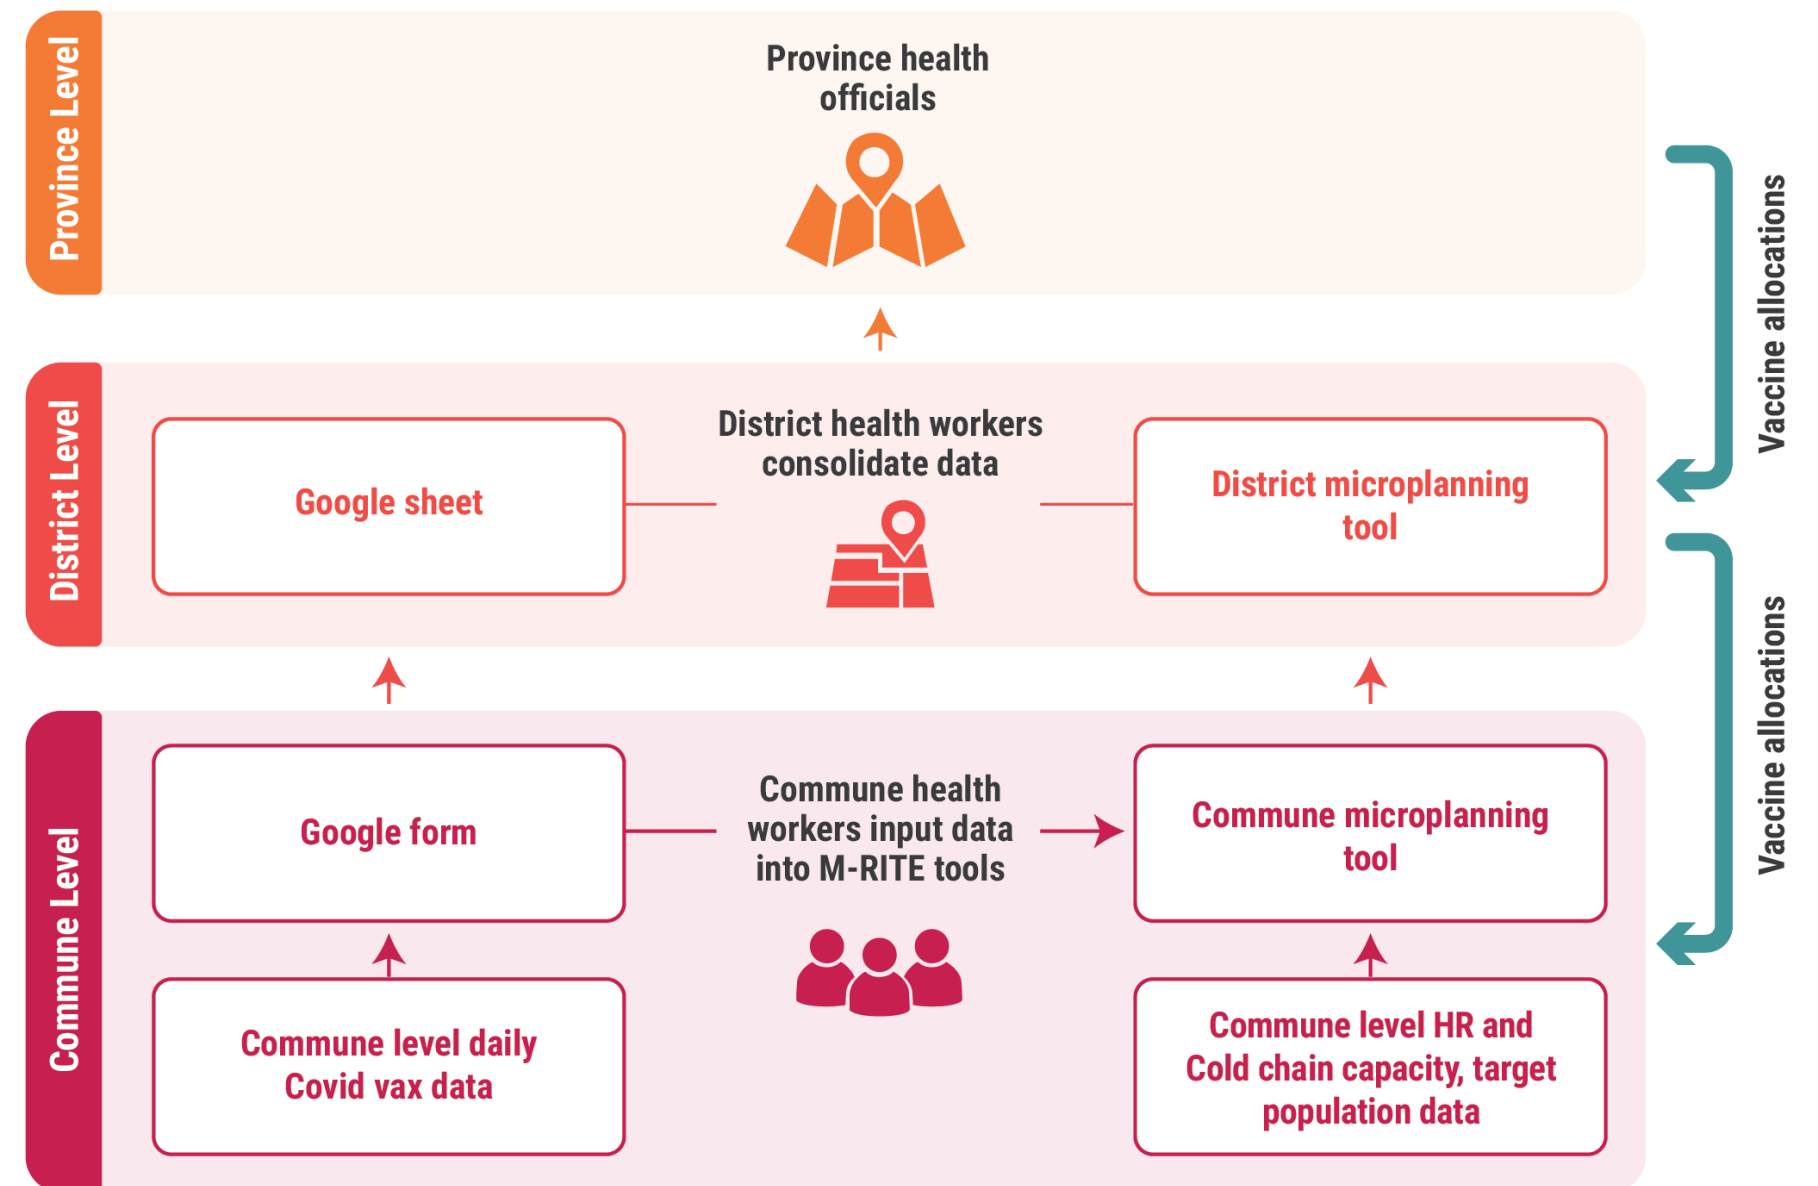 Province Level
Province health
officials
Vaccine allocations
District Level
Google sheet
District health workers
consolidate data
District microplanning
tool
Vaccine allocations
Commune Level
Google form
Commune health
workers input data
into M-RITE tools
Commune microplanning
tool
Commune level daily
Covid vax data
Commune level HR and
Cold chain capacity, target
population data